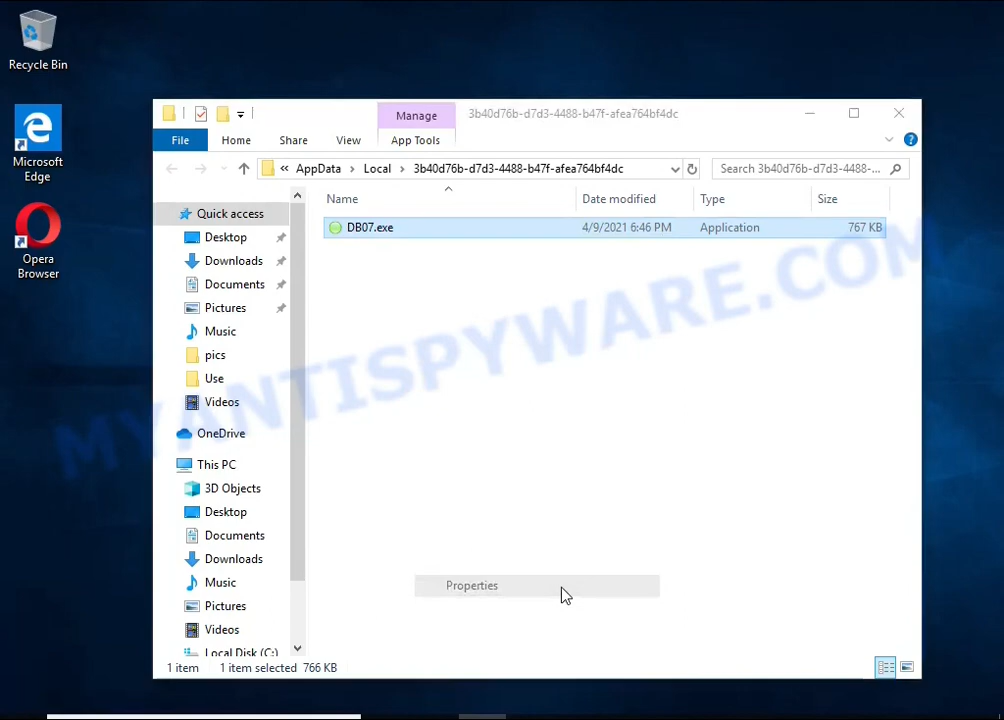 Recycle Bin
Microsoft
Edge
Opera
Browser
Manage
3b40d76b-d7d3-4488-b47f-afea764bf4dc
File
Home
Share
View
App Tools
« AppData > Local > 3b40d76b-d7d3-4488-b47f-afea764bf4dc
Search 3b40d76b-d7d3-4488-...
Name
Date modified
Type
Size
DB07.exe
4/9/2021 6:46 PM
Application
767 KB
Quick access
Desktop
Downloads
Documents
Pictures
Music
pics
Use
Videos
OneDrive
This PC
3D Objects
Desktop
Documents
Downloads
Music
Pictures
Videos
Local Disk (C:)
Properties
1 item
1 item selected 766 KB
MYANTISPYWARE.COM